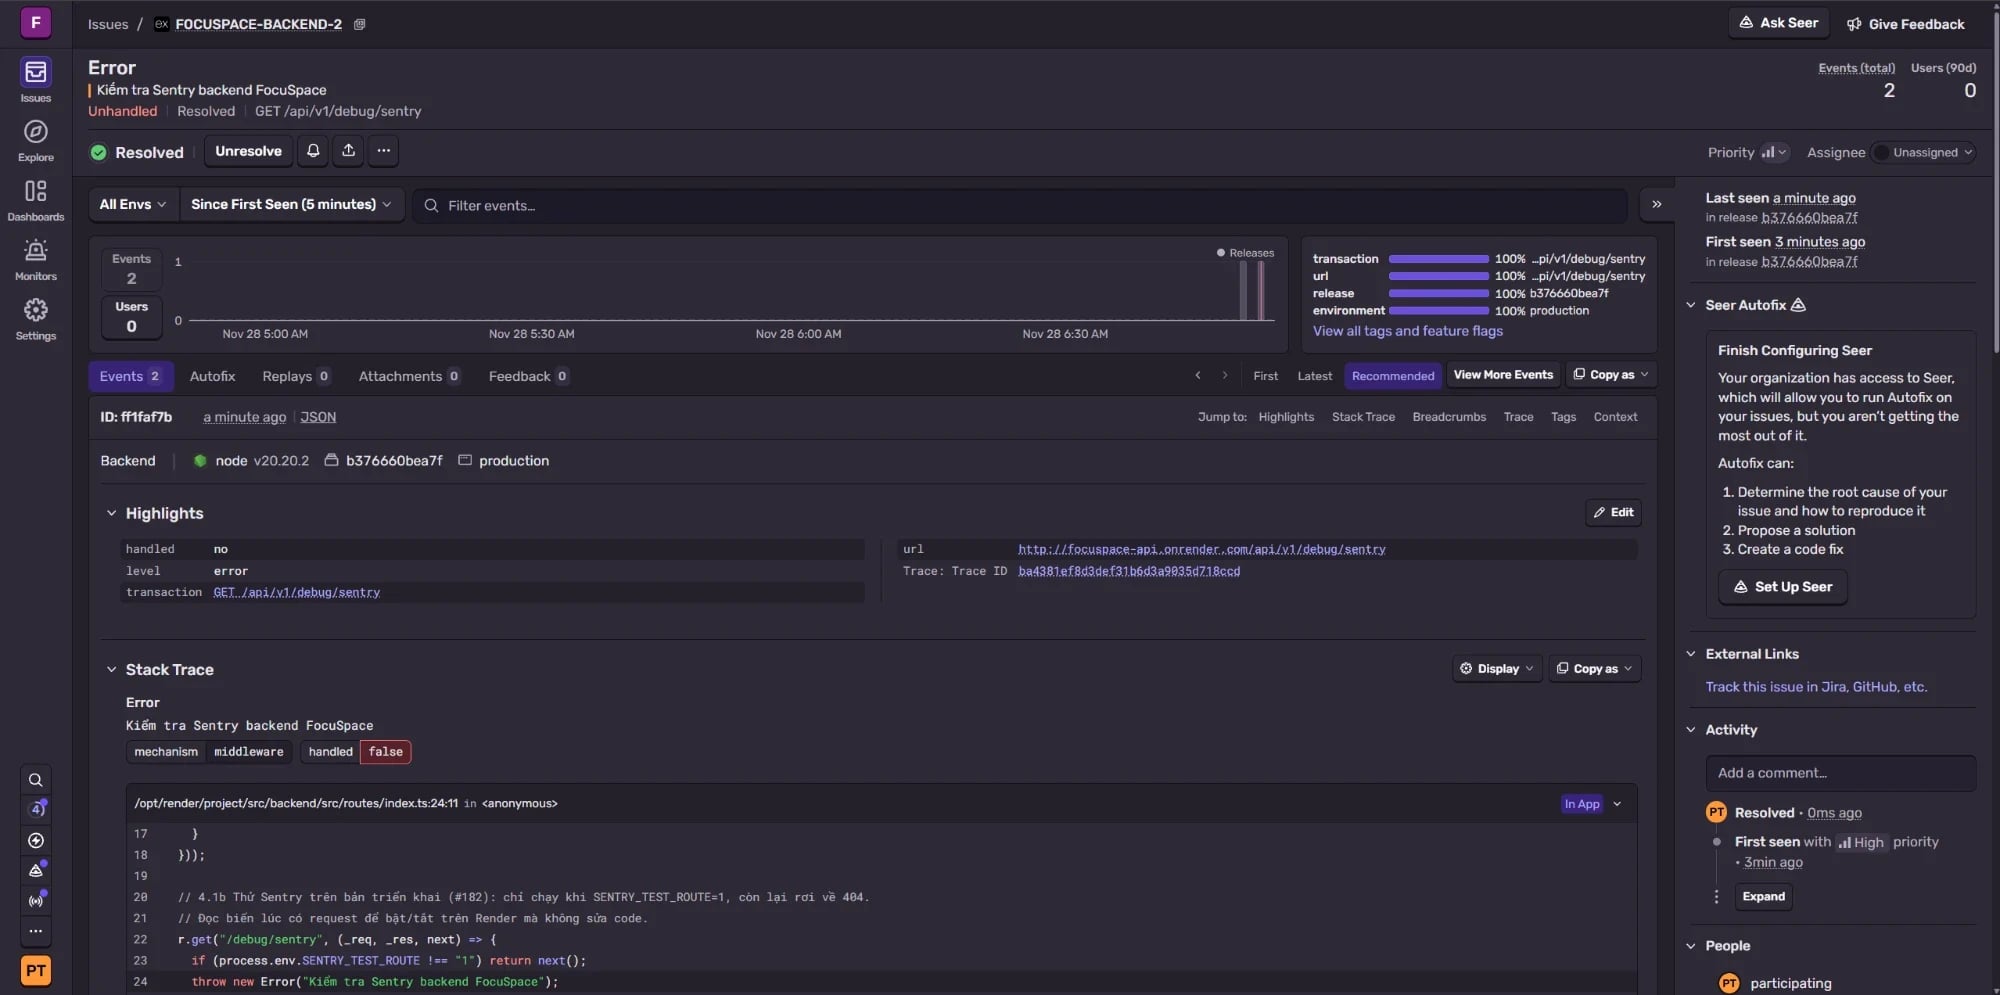 F
Issues / FOCUSPACE-BACKEND-2
Ask Seer
Give Feedback
Issues
Explore
Dashboards
Monitors
Settings
4
PT
Error
Kiểm tra Sentry backend FocuSpace
Unhandled | Resolved | GET /api/v1/debug/sentry
Events (total) Users (90d)
2 0
Resolved Unresolve
Priority Assignee Unassigned
All Envs Since First Seen (5 minutes) Filter events...
Events
2
Users
0
1
0
Releases
Nov 28 5:00 AM Nov 28 5:30 AM Nov 28 6:00 AM Nov 28 6:30 AM
transaction 100% ...pi/v1/debug/sentry
url 100% ...pi/v1/debug/sentry
release 100% b376660bea7f
environment 100% production
View all tags and feature flags
Events 2 Autofix Replays 0 Attachments 0 Feedback 0
First Latest Recommended View More Events Copy as
ID: ff1faf7b a minute ago JSON
Jump to: Highlights Stack Trace Breadcrumbs Trace Tags Context
Backend node v20.20.2 b376660bea7f production
Highlights
Edit
handled no
level error
transaction GET /api/v1/debug/sentry
url http://focuspace-api.onrender.com/api/v1/debug/sentry
Trace: Trace ID ba4381ef8d3def31b6d3a9035d718ccd
Stack Trace
Display Copy as
Error
Kiểm tra Sentry backend FocuSpace
mechanism middleware handled false
/opt/render/project/src/backend/src/routes/index.ts:24:11 in <anonymous>
In App
17 }
18 }));
19
20 // 4.1b Thử Sentry trên bản triển khai (#182): chỉ chạy khi SENTRY_TEST_ROUTE=1, còn lại rơi về 404.
21 // Đọc biến lúc có request để bật/tắt trên Render mà không sửa code.
22 r.get("/debug/sentry", (_req, _res, next) => {
23 if (process.env.SENTRY_TEST_ROUTE !== "1") return next();
24 throw new Error("Kiểm tra Sentry backend FocuSpace");
Last seen a minute ago
in release b376660bea7f
First seen 3 minutes ago
in release b376660bea7f
Seer Autofix
Finish Configuring Seer
Your organization has access to Seer,
which will allow you to run Autofix on
your issues, but you aren't getting the
most out of it.
Autofix can:
1. Determine the root cause of your
issue and how to reproduce it
2. Propose a solution
3. Create a code fix
Set Up Seer
External Links
Track this issue in Jira, GitHub, etc.
Activity
Add a comment...
PT Resolved • 0ms ago
First seen with High priority
• 3min ago
Expand
People
PT participating